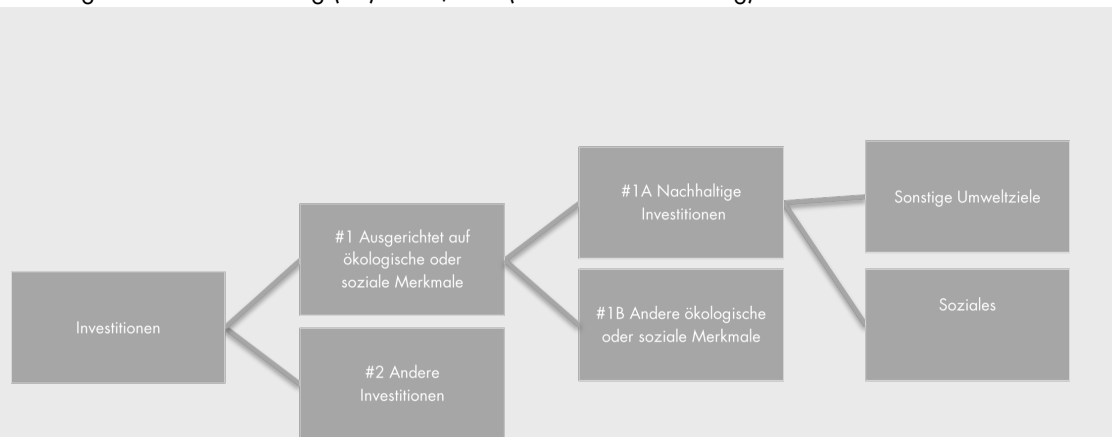 Investitionen
#1 Ausgerichtet auf
ökologische oder
soziale Merkmale
#2 Andere
Investitionen
#1A Nachhaltige
Investitionen
#1B Andere ökologische
oder soziale Merkmale
Sonstige Umweltziele
Soziales